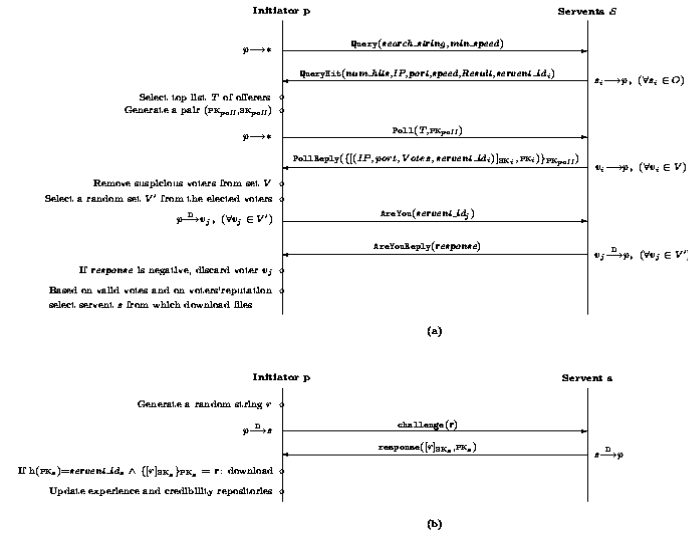 Initiator p Servents S
p→* Query(search_string,min_speed)
QueryHit(num_hits,IP,port,speed,Result,servent_id_i) s_i→p, (∀s_i ∈ O)
Select top list T of offerers
Generate a pair (PK_poll,SK_poll)
p→* Poll(T,PK_poll)
PollReply({[(IP,port,Votes,servent_id_i)]_SK_i,PK_i)}_PK_poll) v_i→p, (∀v_i ∈ V)
Remove suspicious voters from set V
Select a random set V' from the elected voters
p—D→v_j, (∀v_j ∈ V') AreYou(servent_id_j)
AreYouReply(response) v_j—D→p, (∀v_j ∈ V')
If response is negative, discard voter v_j
Based on valid votes and on voters'reputation
select servent s from which download files
(a)
Initiator p Servent s
Generate a random string r
p—D→s challenge(r)
response([r]_SK_s,PK_s) s—D→p
If h(PK_s)=servent_id_s ∧ {[r]_SK_s}_PK_s = r: download
Update experience and credibility repositories
(b)